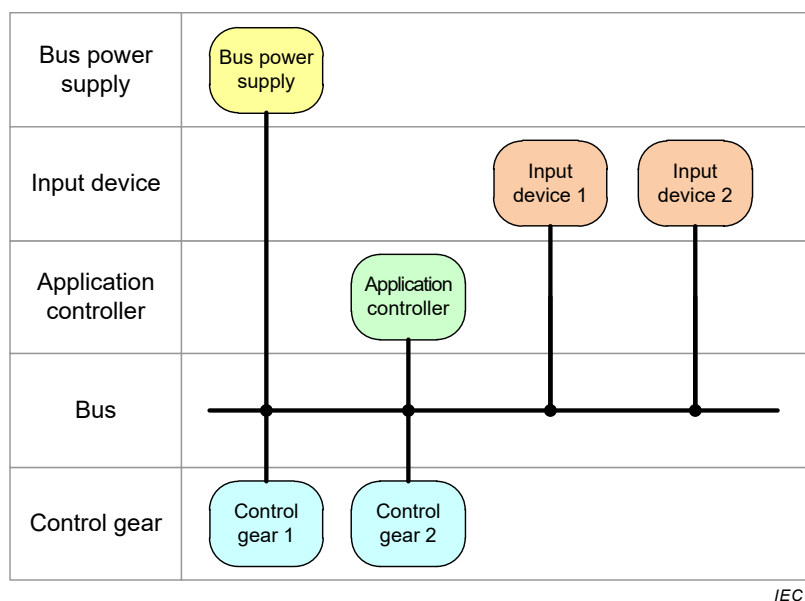 Bus power
supply
Bus power
supply
Input device
Input
device 1
Input
device 2
Application
controller
Application
controller
Bus
Control gear
Control
gear 1
Control
gear 2
IEC